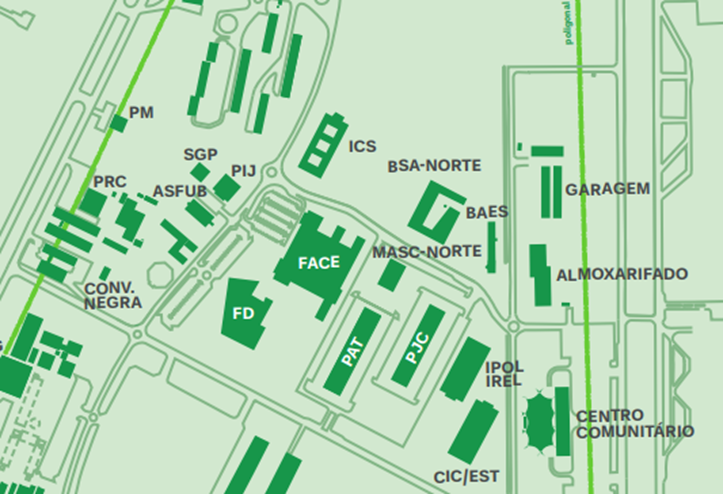 poligonal
PM
ICS
SGP
PIJ
BSA-NORTE
PRC
ASFUB
GARAGEM
BAES
MASC-NORTE
FACE
ALMOXARIFADO
CONV.
NEGRA
FD
PAT
PJC
IPOL
IREL
CENTRO
COMUNITÁRIO
CIC/EST